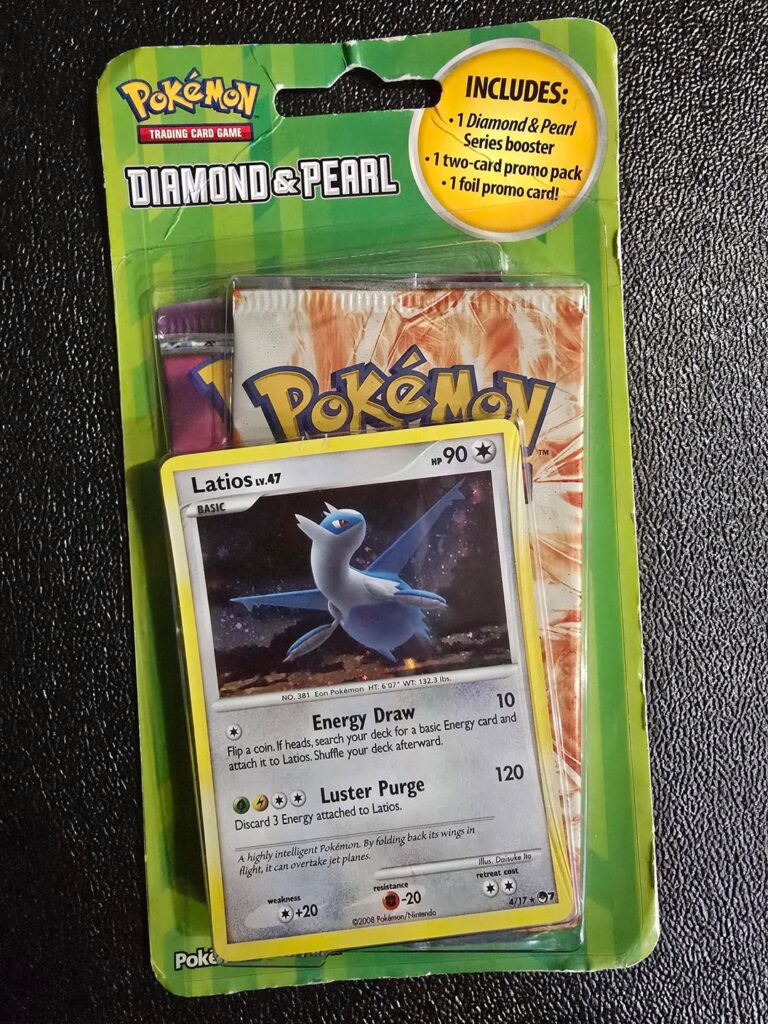 POKéMON
TRADING CARD GAME
DIAMOND & PEARL
INCLUDES:
• 1 Diamond & Pearl
Series booster
• 1 two-card promo pack
• 1 foil promo card!
POKéMON
Latios LV.47
HP 90
BASIC
NO. 381 Eon Pokémon HT: 6'07" WT: 132.3 lbs.
Energy Draw 10
Flip a coin. If heads, search your deck for a basic Energy card and
attach it to Latios. Shuffle your deck afterward.
Luster Purge 120
Discard 3 Energy attached to Latios.
A highly intelligent Pokémon. By folding back its wings in
flight, it can overtake jet planes.
Illus. Daisuke Ito
weakness resistance retreat cost
+20 -20
4/17 ★ 7
©2008 Pokémon/Nintendo
Poké